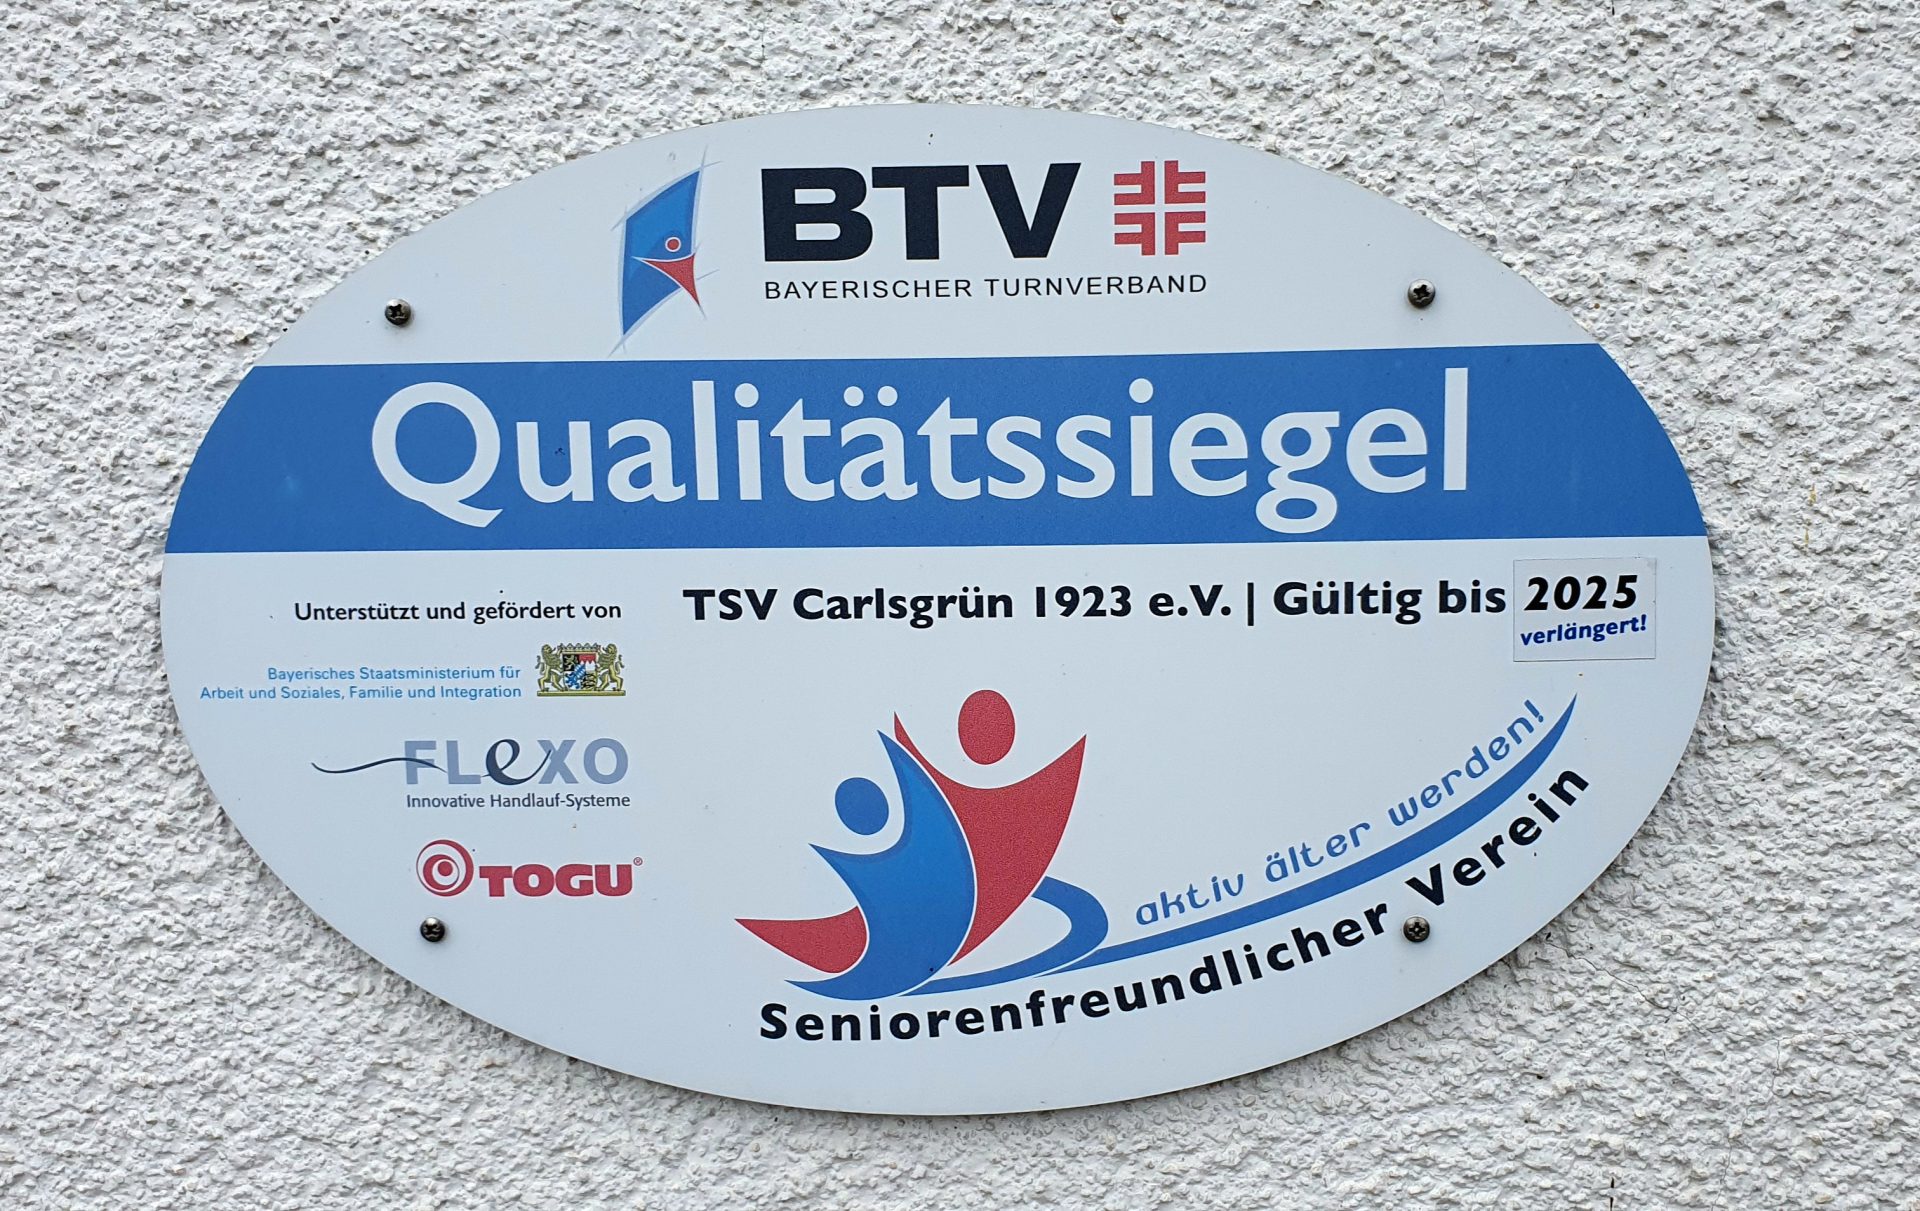 BTV
BAYERISCHER TURNVERBAND
Qualitätssiegel
Unterstützt und gefördert von
Bayerisches Staatsministerium für
Arbeit und Soziales, Familie und Integration
FLeXO
Innovative Handlauf-Systeme
TOGU®
TSV Carlsgrün 1923 e.V. | Gültig bis 2025
verlängert!
aktiv älter werden!
Seniorenfreundlicher Verein